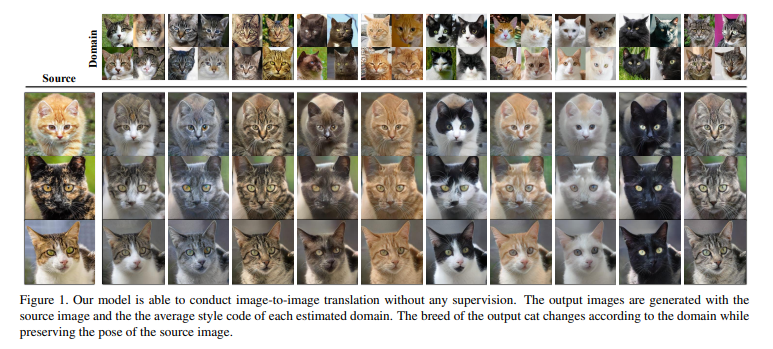 Domain
Source
Figure 1. Our model is able to conduct image-to-image translation without any supervision. The output images are generated with the
source image and the the average style code of each estimated domain. The breed of the output cat changes according to the domain while
preserving the pose of the source image.